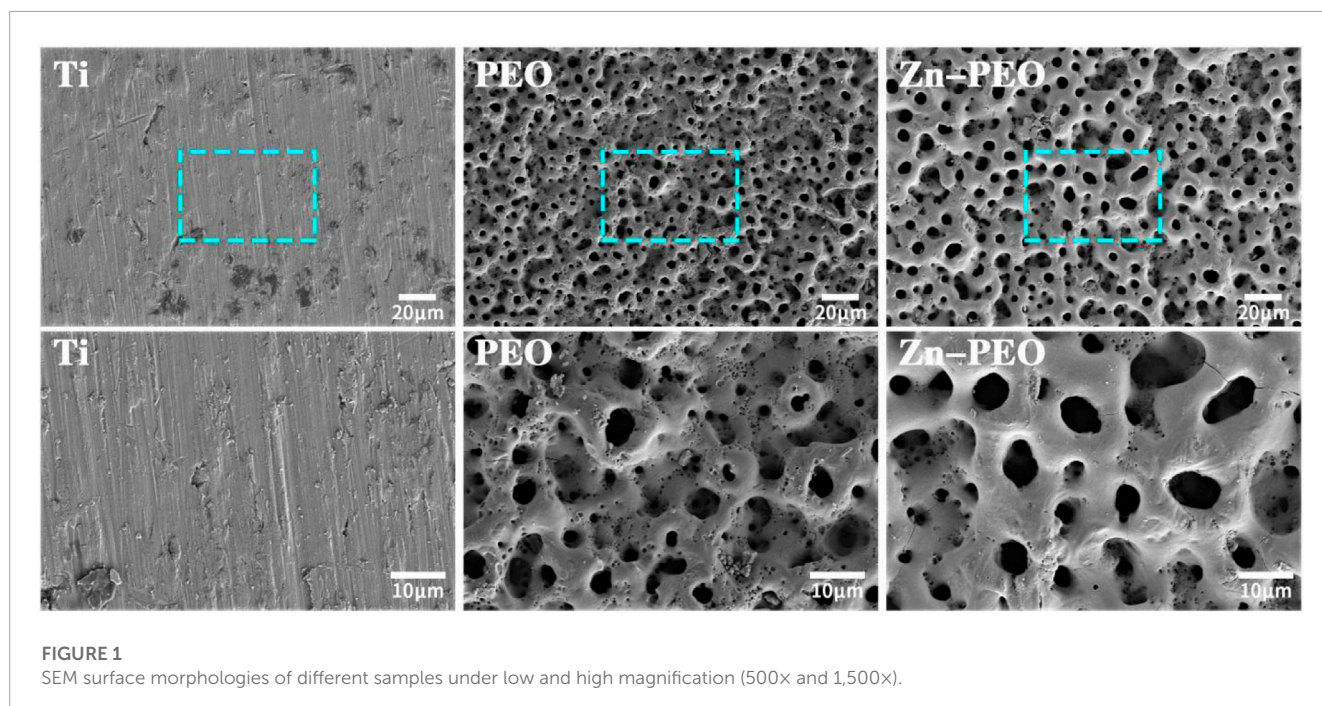 Ti
PEO
Zn-PEO
20μm
20μm
20μm
Ti
PEO
Zn-PEO
10μm
10μm
10μm
FIGURE 1
SEM surface morphologies of different samples under low and high magnification (500× and 1,500×).